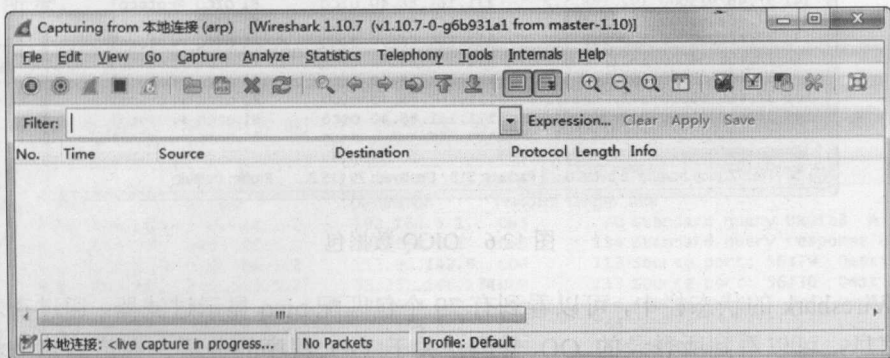 Capturing from 本地连接 (arp) [Wireshark 1.10.7 (v1.10.7-0-g6b931a1 from master-1.10)]
File Edit View Go Capture Analyze Statistics Telephony Tools Internals Help
Filter: Expression... Clear Apply Save
No. Time Source Destination Protocol Length Info
本地连接: <live capture in progress... No Packets Profile: Default